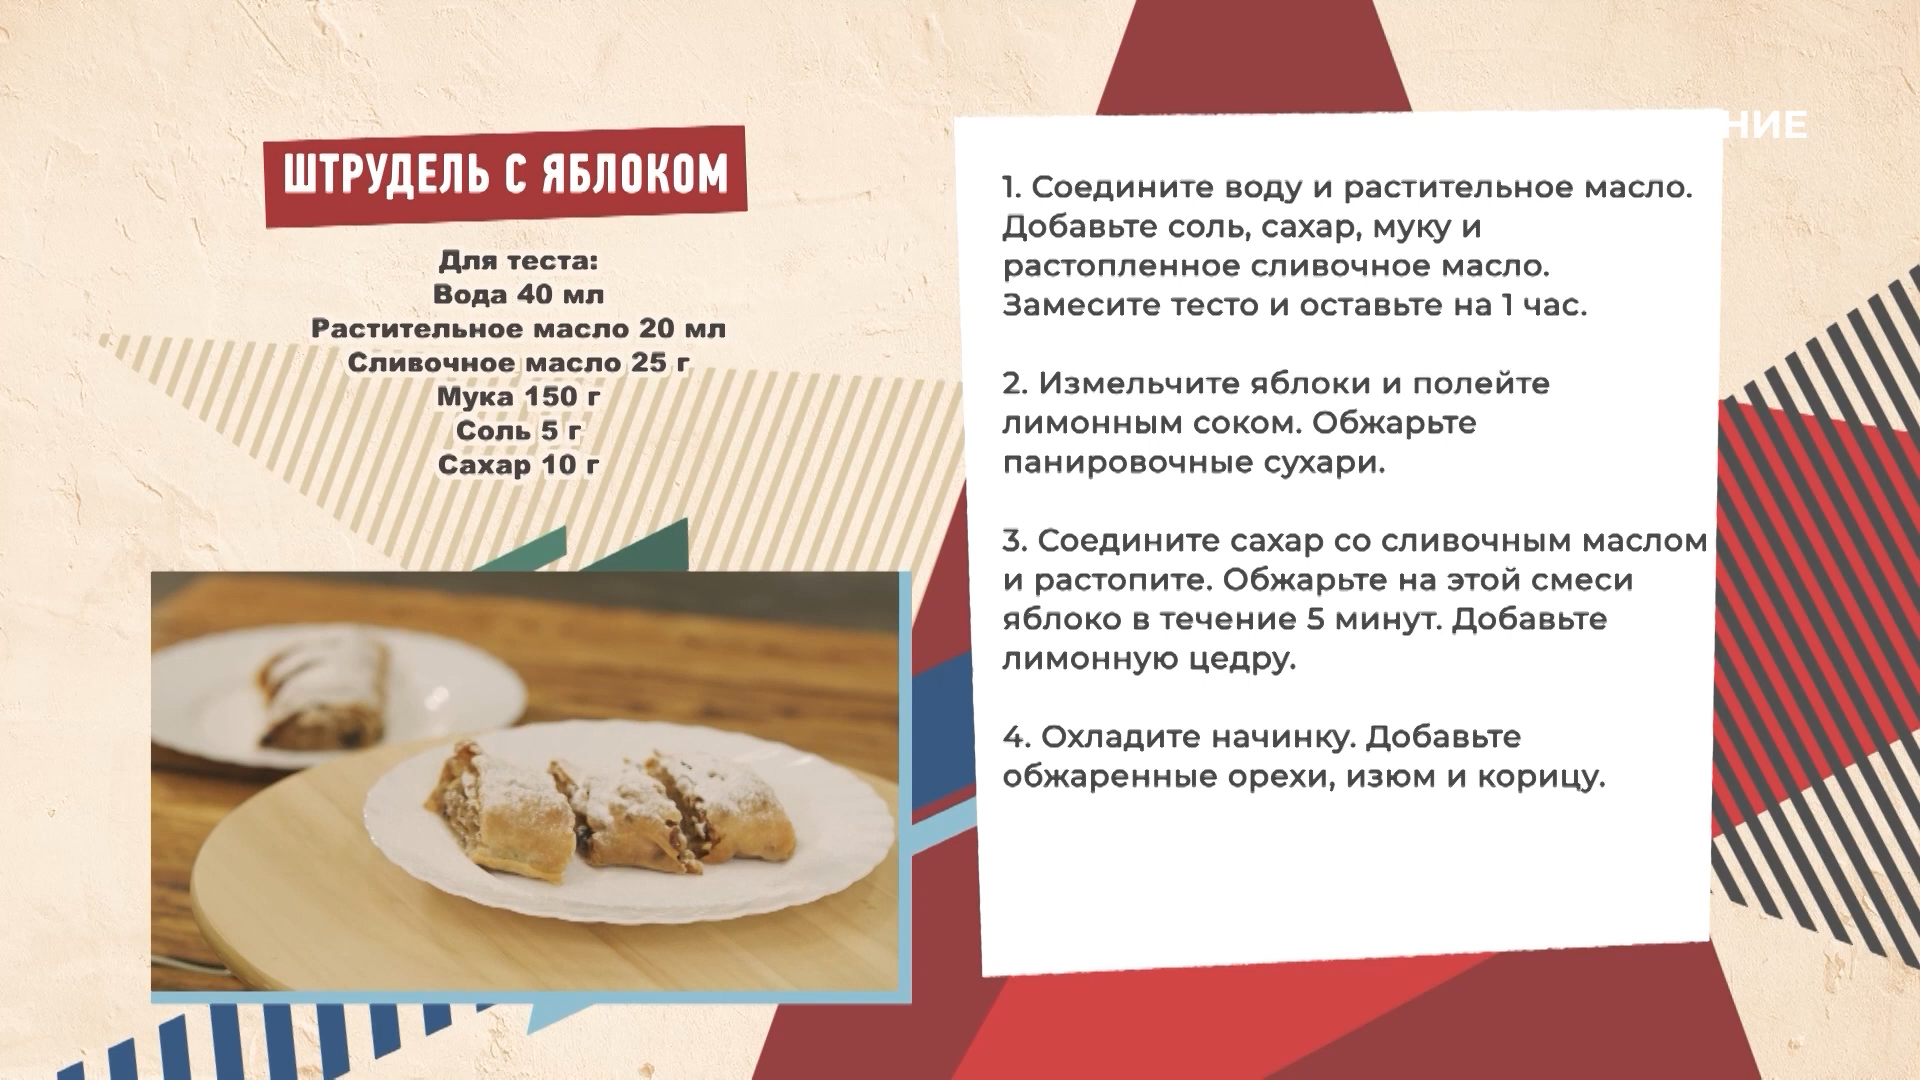 ШТРУДЕЛЬ С ЯБЛОКОМ
Для теста:
Вода 40 мл
Растительное масло 20 мл
Сливочное масло 25 г
Мука 150 г
Соль 5 г
Сахар 10 г
1. Соедините воду и растительное масло.
Добавьте соль, сахар, муку и
растопленное сливочное масло.
Замесите тесто и оставьте на 1 час.
2. Измельчите яблоки и полейте
лимонным соком. Обжарьте
панировочные сухари.
3. Соедините сахар со сливочным маслом
и растопите. Обжарьте на этой смеси
яблоко в течение 5 минут. Добавьте
лимонную цедру.
4. Охладите начинку. Добавьте
обжаренные орехи, изюм и корицу.